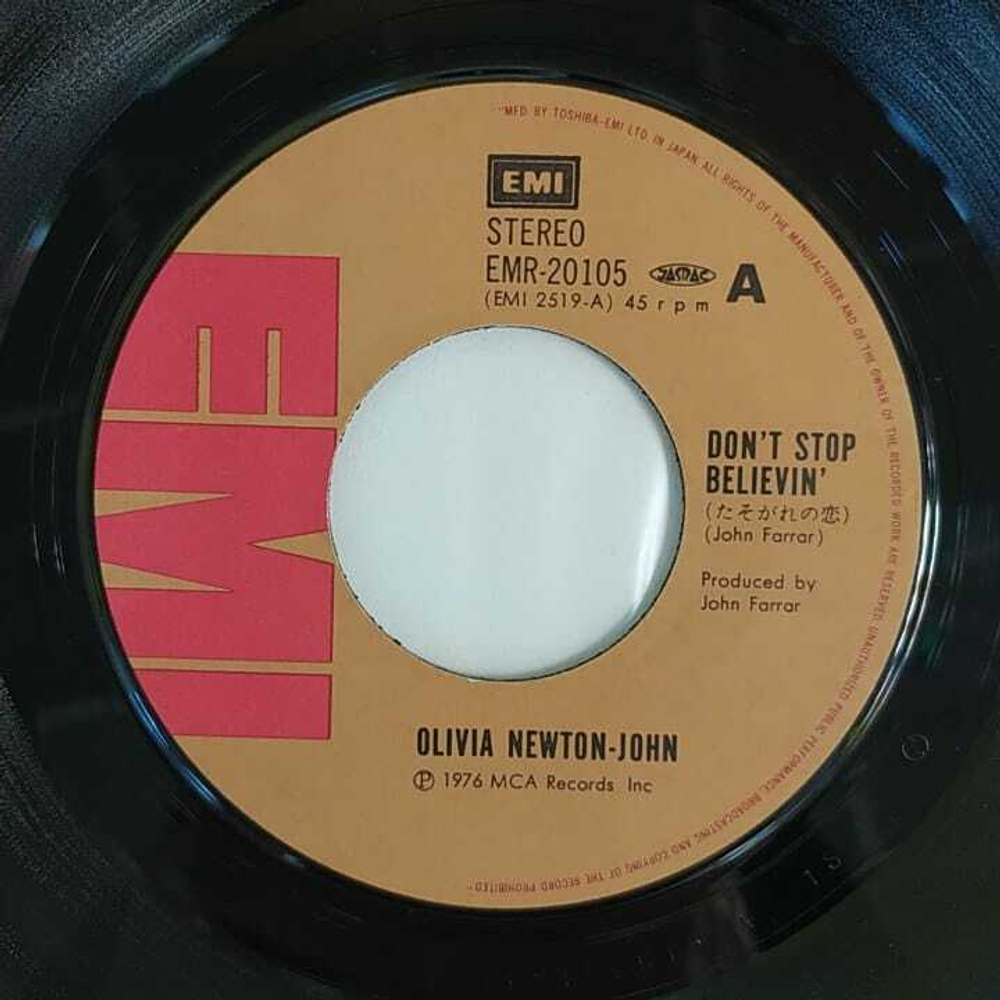 "MFD. BY TOSHIBA-EMI LTD. IN JAPAN. ALL RIGHTS OF THE MANUFACTURER AND OF THE OWNER OF THE RECORDED WORK ARE RESERVED. UNAUTHORISED PUBLIC PERFORMANCE, BROADCASTING AND COPYING OF THE RECORD PROHIBITED"
EMI
STEREO
EMR-20105 JASRAC A
(EMI 2519-A) 45 r p m
EMI
DON'T STOP
BELIEVIN'
(たそがれの恋)
(John Farrar)
Produced by
John Farrar
OLIVIA NEWTON-JOHN
Ⓟ 1976 MCA Records Inc